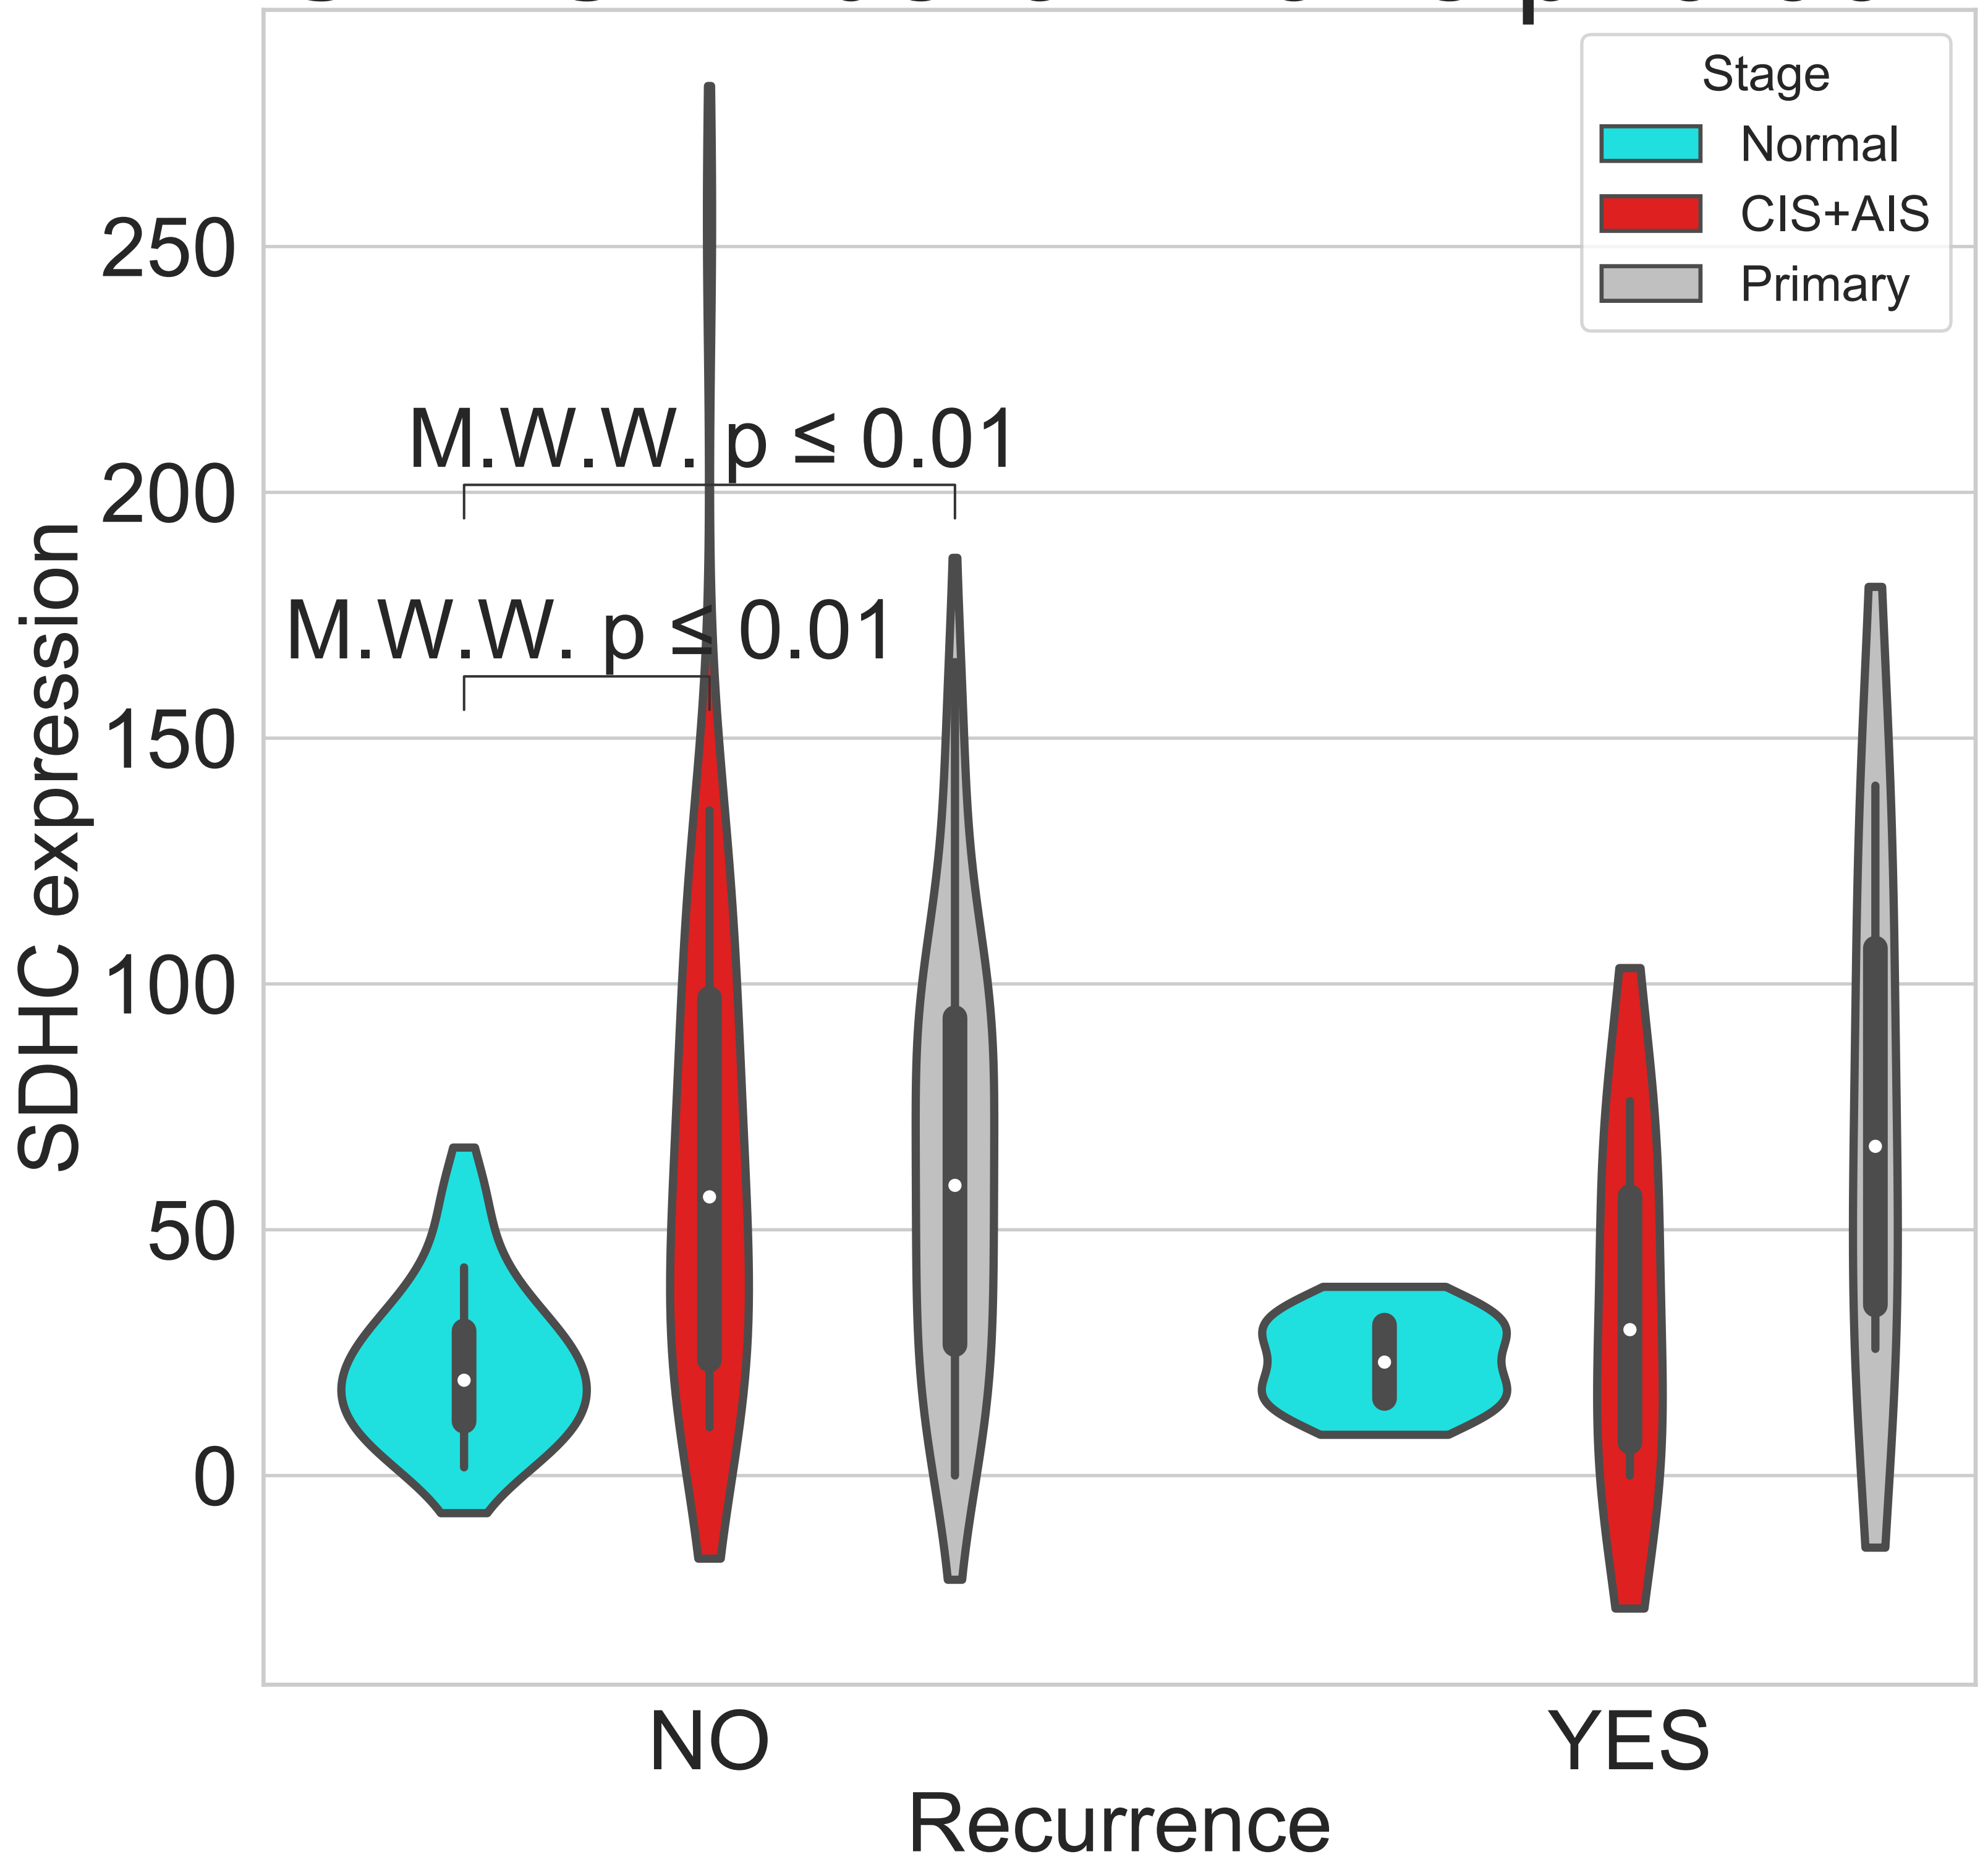 Stage
Normal
CIS+AIS
Primary
250
200
150
100
50
0
SDHC expression
M.W.W. p ≤ 0.01
M.W.W. p ≤ 0.01
NO
YES
Recurrence